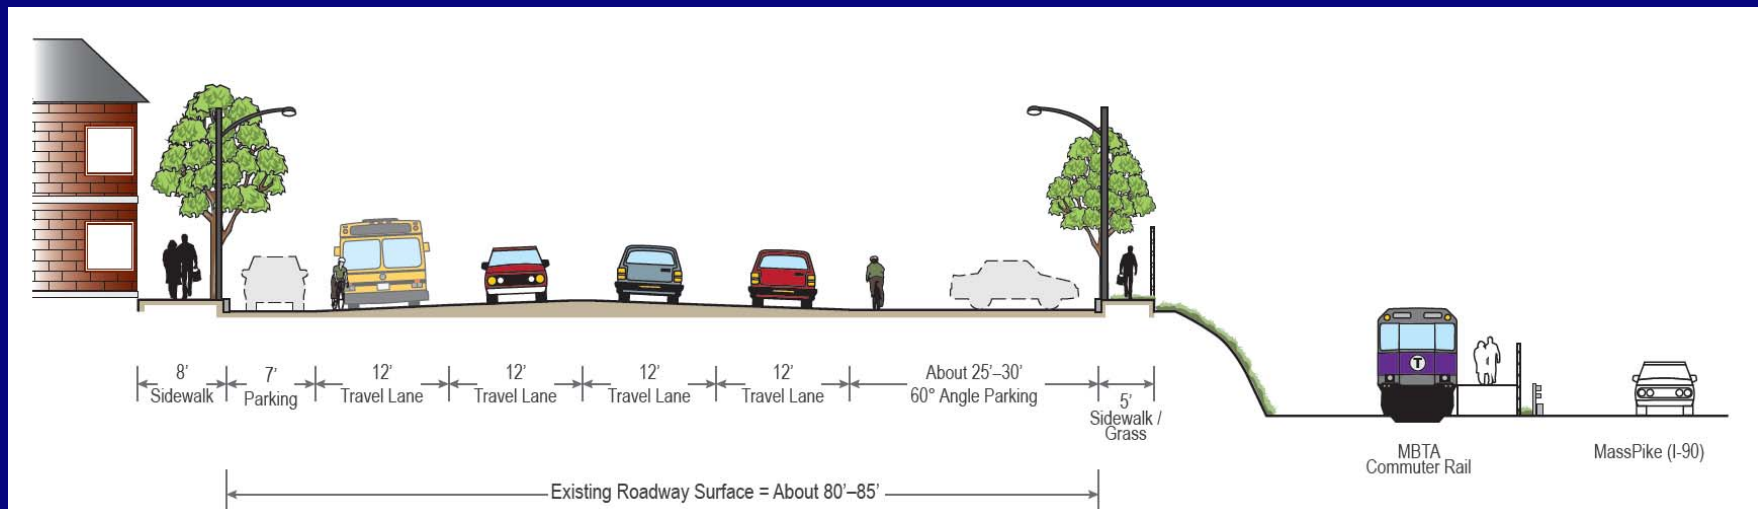 8'
Sidewalk
7'
Parking
12'
Travel Lane
12'
Travel Lane
12'
Travel Lane
12'
Travel Lane
About 25'–30'
60° Angle Parking
5'
Sidewalk /
Grass
T
MBTA
Commuter Rail
MassPike (I-90)
Existing Roadway Surface = About 80'–85'